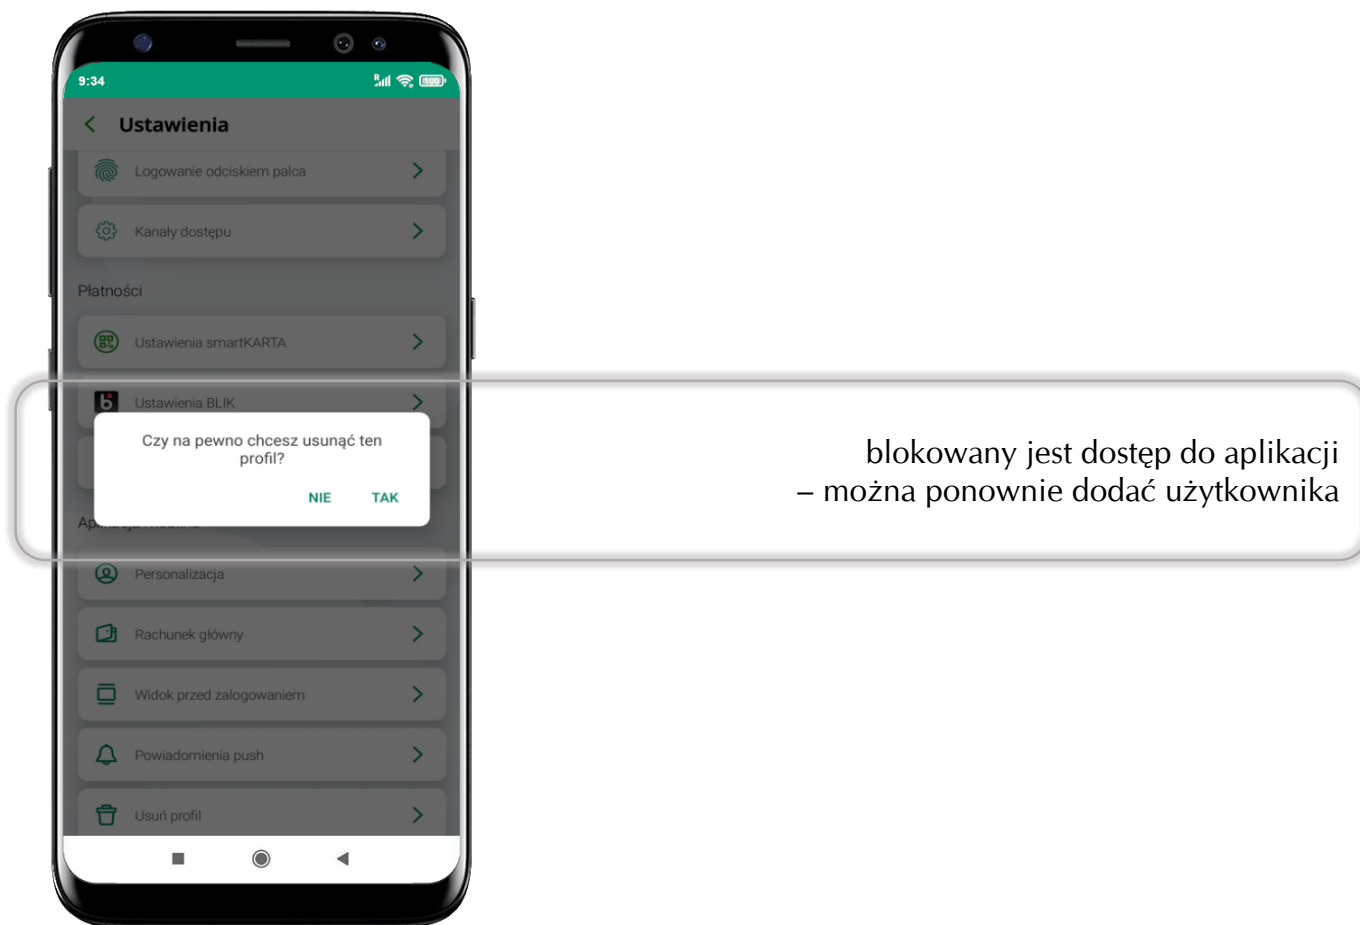 9:34
R
100
Ustawienia
Logowanie odciskiem palca
Kanały dostępu
Płatności
Ustawienia smartKARTA
Ustawienia BLIK
Czy na pewno chcesz usunąć ten
profil?
NIE TAK
blokowany jest dostęp do aplikacji
– można ponownie dodać użytkownika
Personalizacja
Rachunek główny
Widok przed zalogowaniem
Powiadomienia push
Usuń profil